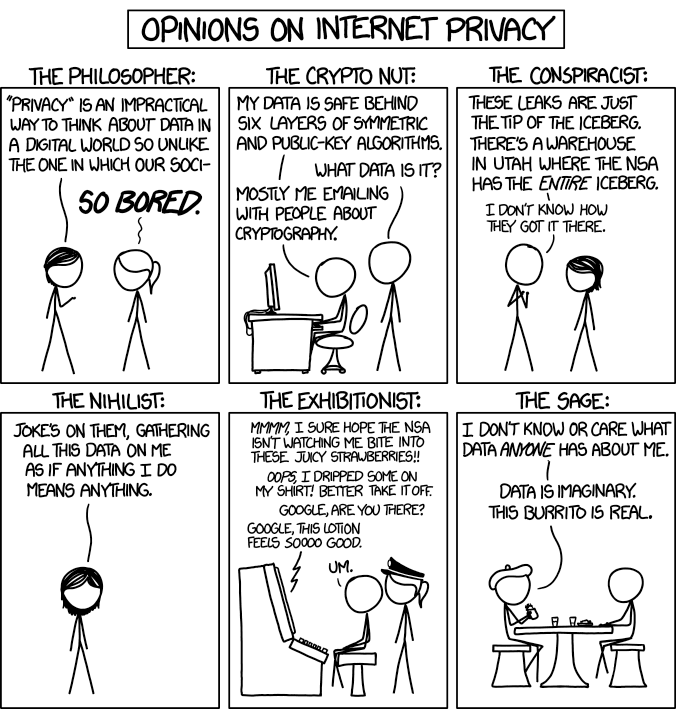 OPINIONS ON INTERNET PRIVACY
THE PHILOSOPHER:
"PRIVACY" IS AN IMPRACTICAL
WAY TO THINK ABOUT DATA IN
A DIGITAL WORLD SO UNLIKE
THE ONE IN WHICH OUR SOCI-
SO BORED.
THE CRYPTO NUT:
MY DATA IS SAFE BEHIND
SIX LAYERS OF SYMMETRIC
AND PUBLIC-KEY ALGORITHMS.
WHAT DATA IS IT?
MOSTLY ME EMAILING
WITH PEOPLE ABOUT
CRYPTOGRAPHY.
THE CONSPIRACIST:
THESE LEAKS ARE JUST
THE TIP OF THE ICEBERG.
THERE'S A WAREHOUSE
IN UTAH WHERE THE NSA
HAS THE ENTIRE ICEBERG.
I DON'T KNOW HOW
THEY GOT IT THERE.
THE NIHILIST:
JOKE'S ON THEM, GATHERING
ALL THIS DATA ON ME
AS IF ANYTHING I DO
MEANS ANYTHING.
THE EXHIBITIONIST:
MMMM, I SURE HOPE THE NSA
ISN'T WATCHING ME BITE INTO
THESE JUICY STRAWBERRIES!!
OOPS, I DRIPPED SOME ON
MY SHIRT! BETTER TAKE IT OFF.
GOOGLE, ARE YOU THERE?
GOOGLE, THIS LOTION
FEELS SOOOO GOOD.
UM.
THE SAGE:
I DON'T KNOW OR CARE WHAT
DATA ANYONE HAS ABOUT ME.
DATA IS IMAGINARY.
THIS BURRITO IS REAL.